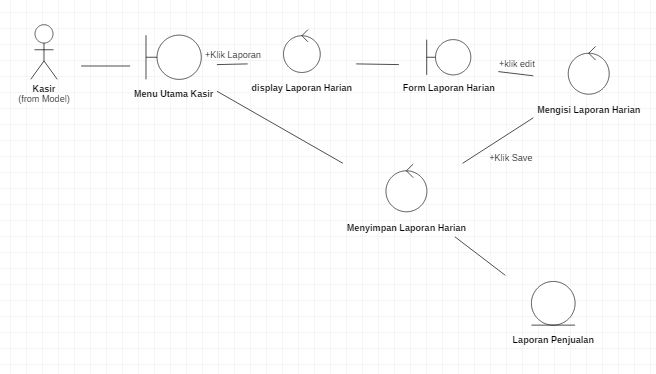 Kasir
(from Model)
Menu Utama Kasir
+Klik Laporan
display Laporan Harian
Form Laporan Harian
+klik edit
Mengisi Laporan Harian
+Klik Save
Menyimpan Laporan Harian
Laporan Penjualan